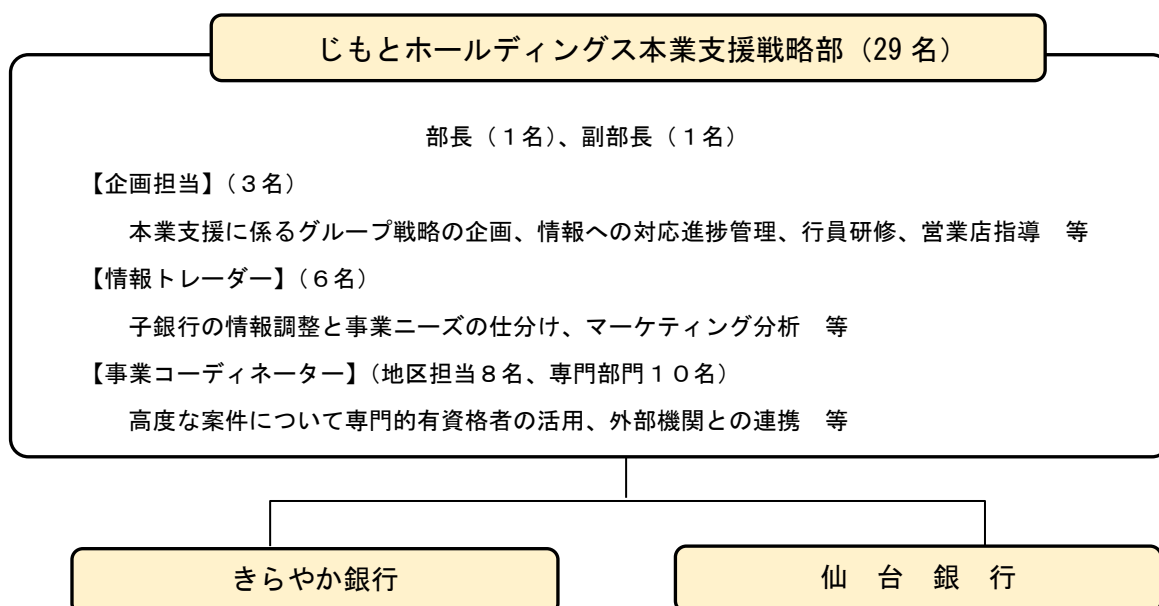 じもとホールディングス本業支援戦略部（29 名）
部長（１名）、副部長（１名）
【企画担当】（３名）
本業支援に係るグループ戦略の企画、情報への対応進捗管理、行員研修、営業店指導　等
【情報トレーダー】（６名）
子銀行の情報調整と事業ニーズの仕分け、マーケティング分析　等
【事業コーディネーター】（地区担当８名、専門部門１０名）
高度な案件について専門的有資格者の活用、外部機関との連携　等
きらやか銀行
仙　台　銀　行